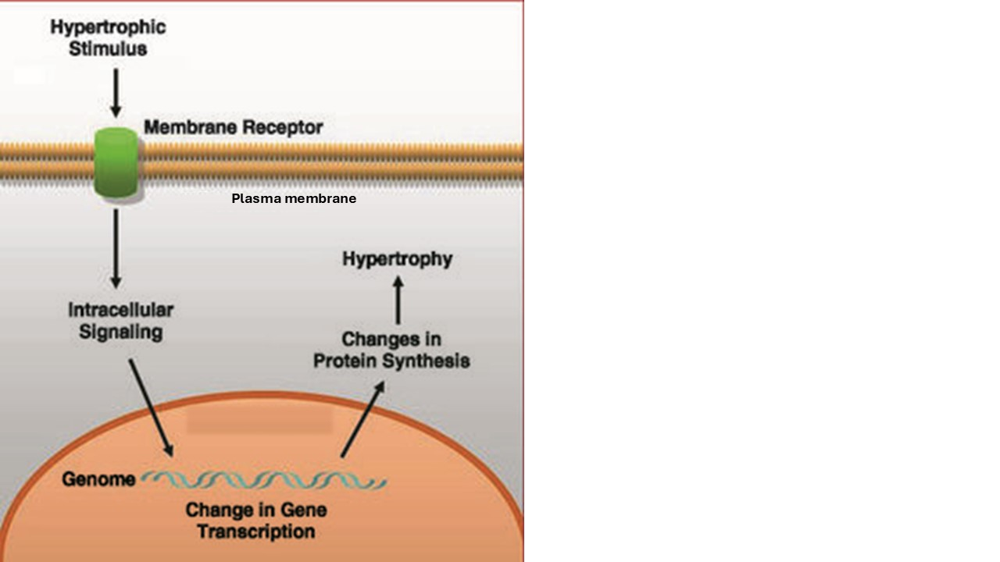 Hypertrophic
Stimulus
Membrane Receptor
Plasma membrane
Intracellular
Signaling
Hypertrophy
Changes in
Protein Synthesis
Genome
Change in Gene
Transcription